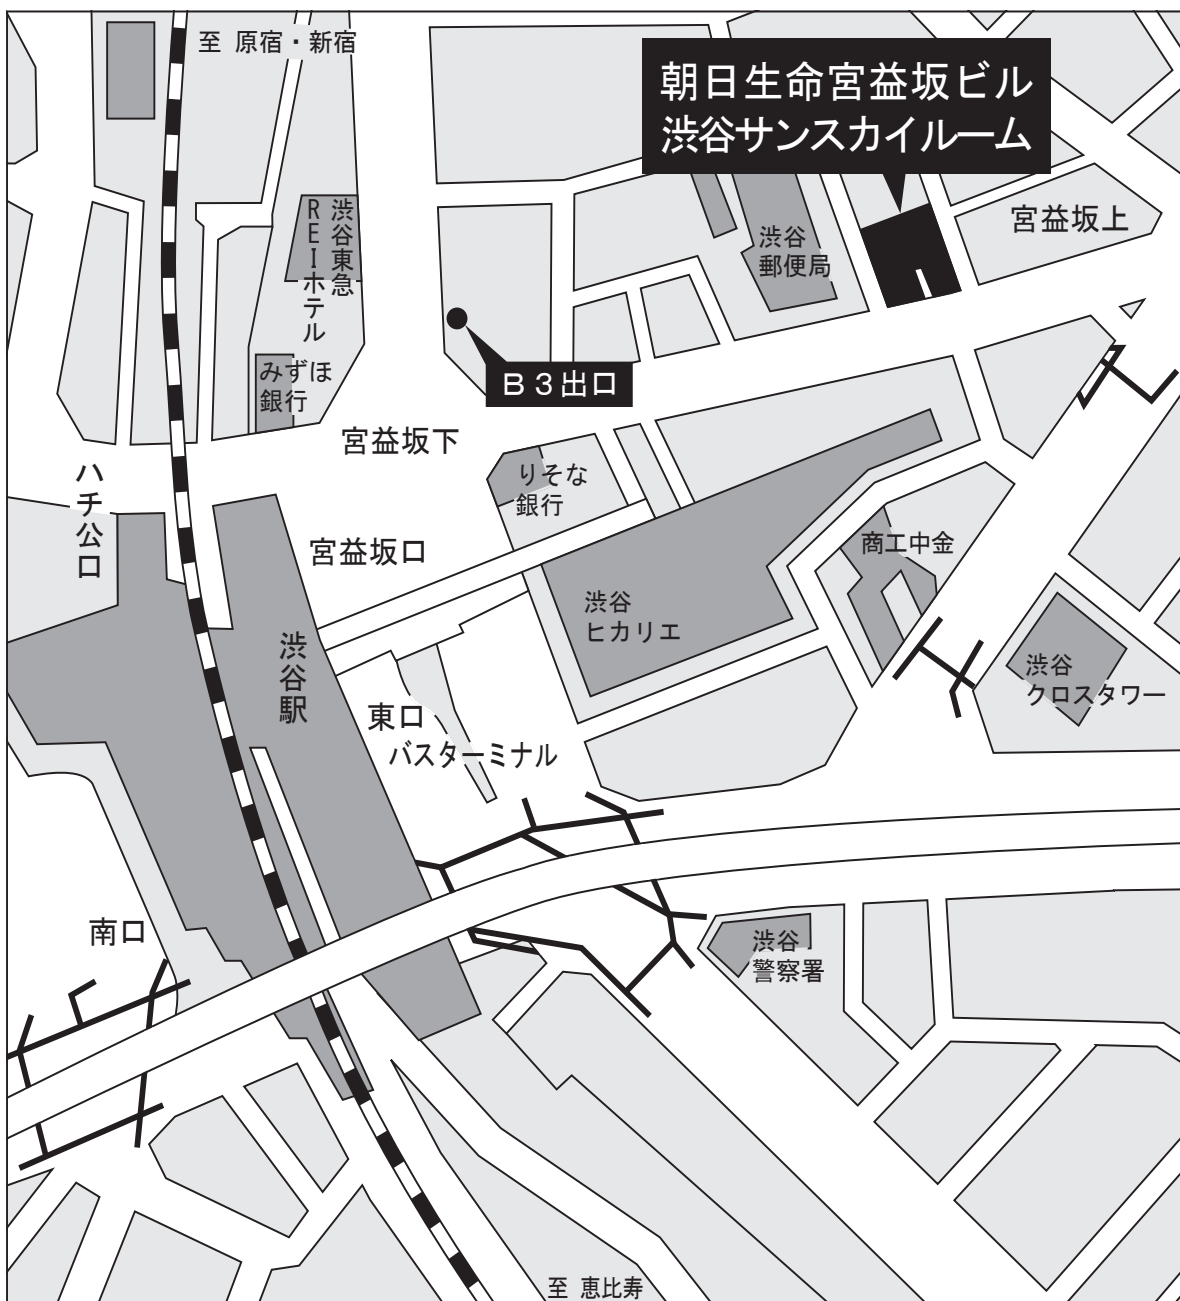 至 原宿・新宿
朝日生命宮益坂ビル
渋谷サンスカイルーム
宮益坂上
渋谷
郵便局
渋谷東急
REIホテル
B3出口
みずほ
銀行
宮益坂下
りそな
銀行
ハチ公口
宮益坂口
商工中金
渋谷
ヒカリエ
渋谷駅
渋谷
クロスタワー
東口
バスターミナル
南口
渋谷
警察署
至 恵比寿